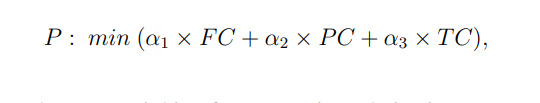 P : min (α₁ × FC + α₂ × PC + α₃ × TC),